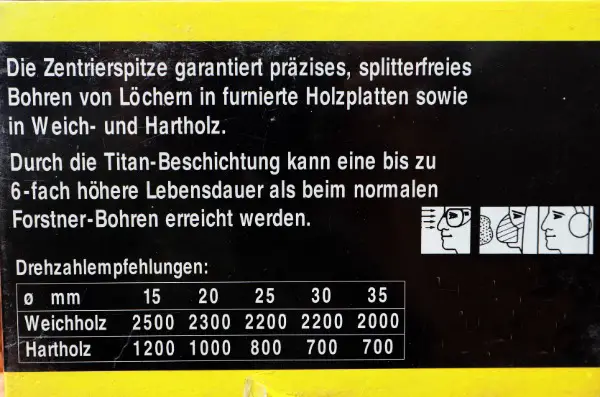 Die Zentrierspitze garantiert präzises, splitterfreies
Bohren von Löchern in furnierte Holzplatten sowie
in Weich- und Hartholz.
Durch die Titan-Beschichtung kann eine bis zu
6-fach höhere Lebensdauer als beim normalen
Forstner-Bohren erreicht werden.
Drehzahlempfehlungen:
ø mm 15 20 25 30 35
Weichholz 2500 2300 2200 2200 2000
Hartholz 1200 1000 800 700 700